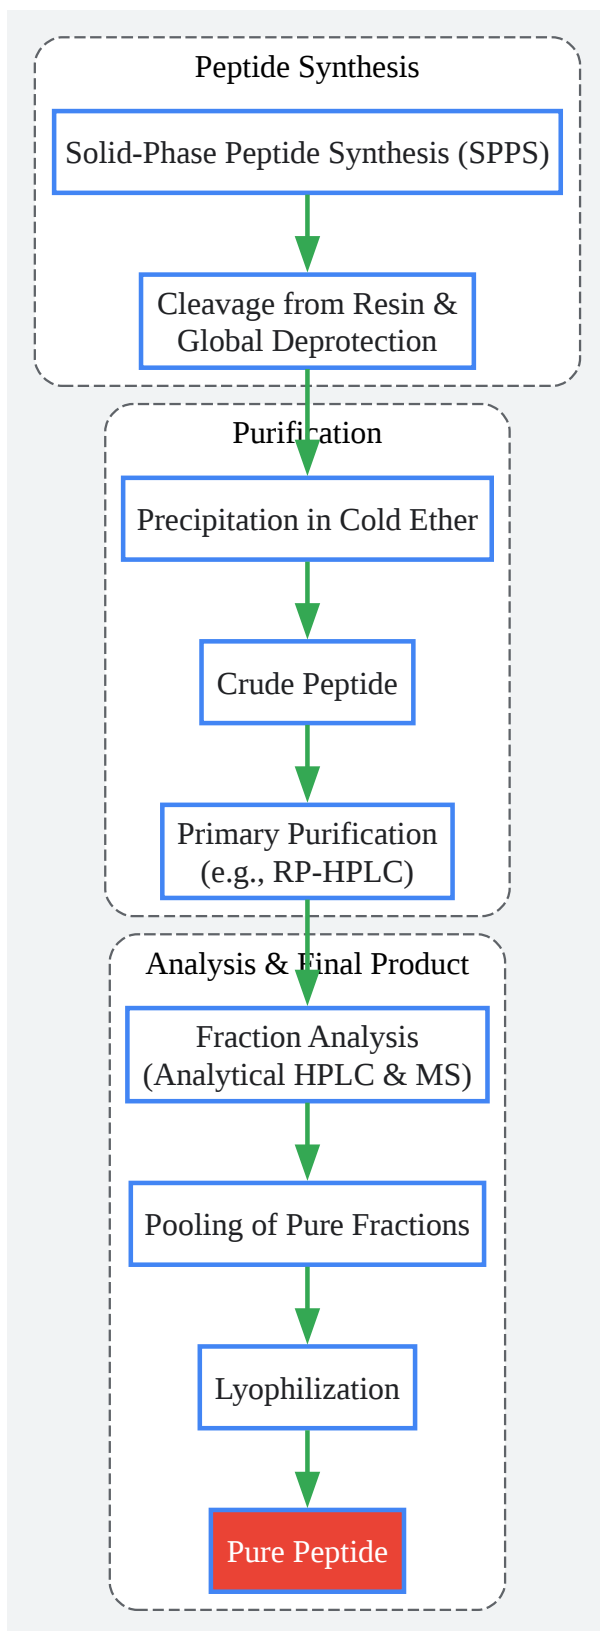 Peptide Synthesis
Solid-Phase Peptide Synthesis (SPPS)
Cleavage from Resin &
Global Deprotection
Purification
Precipitation in Cold Ether
Crude Peptide
Primary Purification
(e.g., RP-HPLC)
Analysis & Final Product
Fraction Analysis
(Analytical HPLC & MS)
Pooling of Pure Fractions
Lyophilization
Pure Peptide